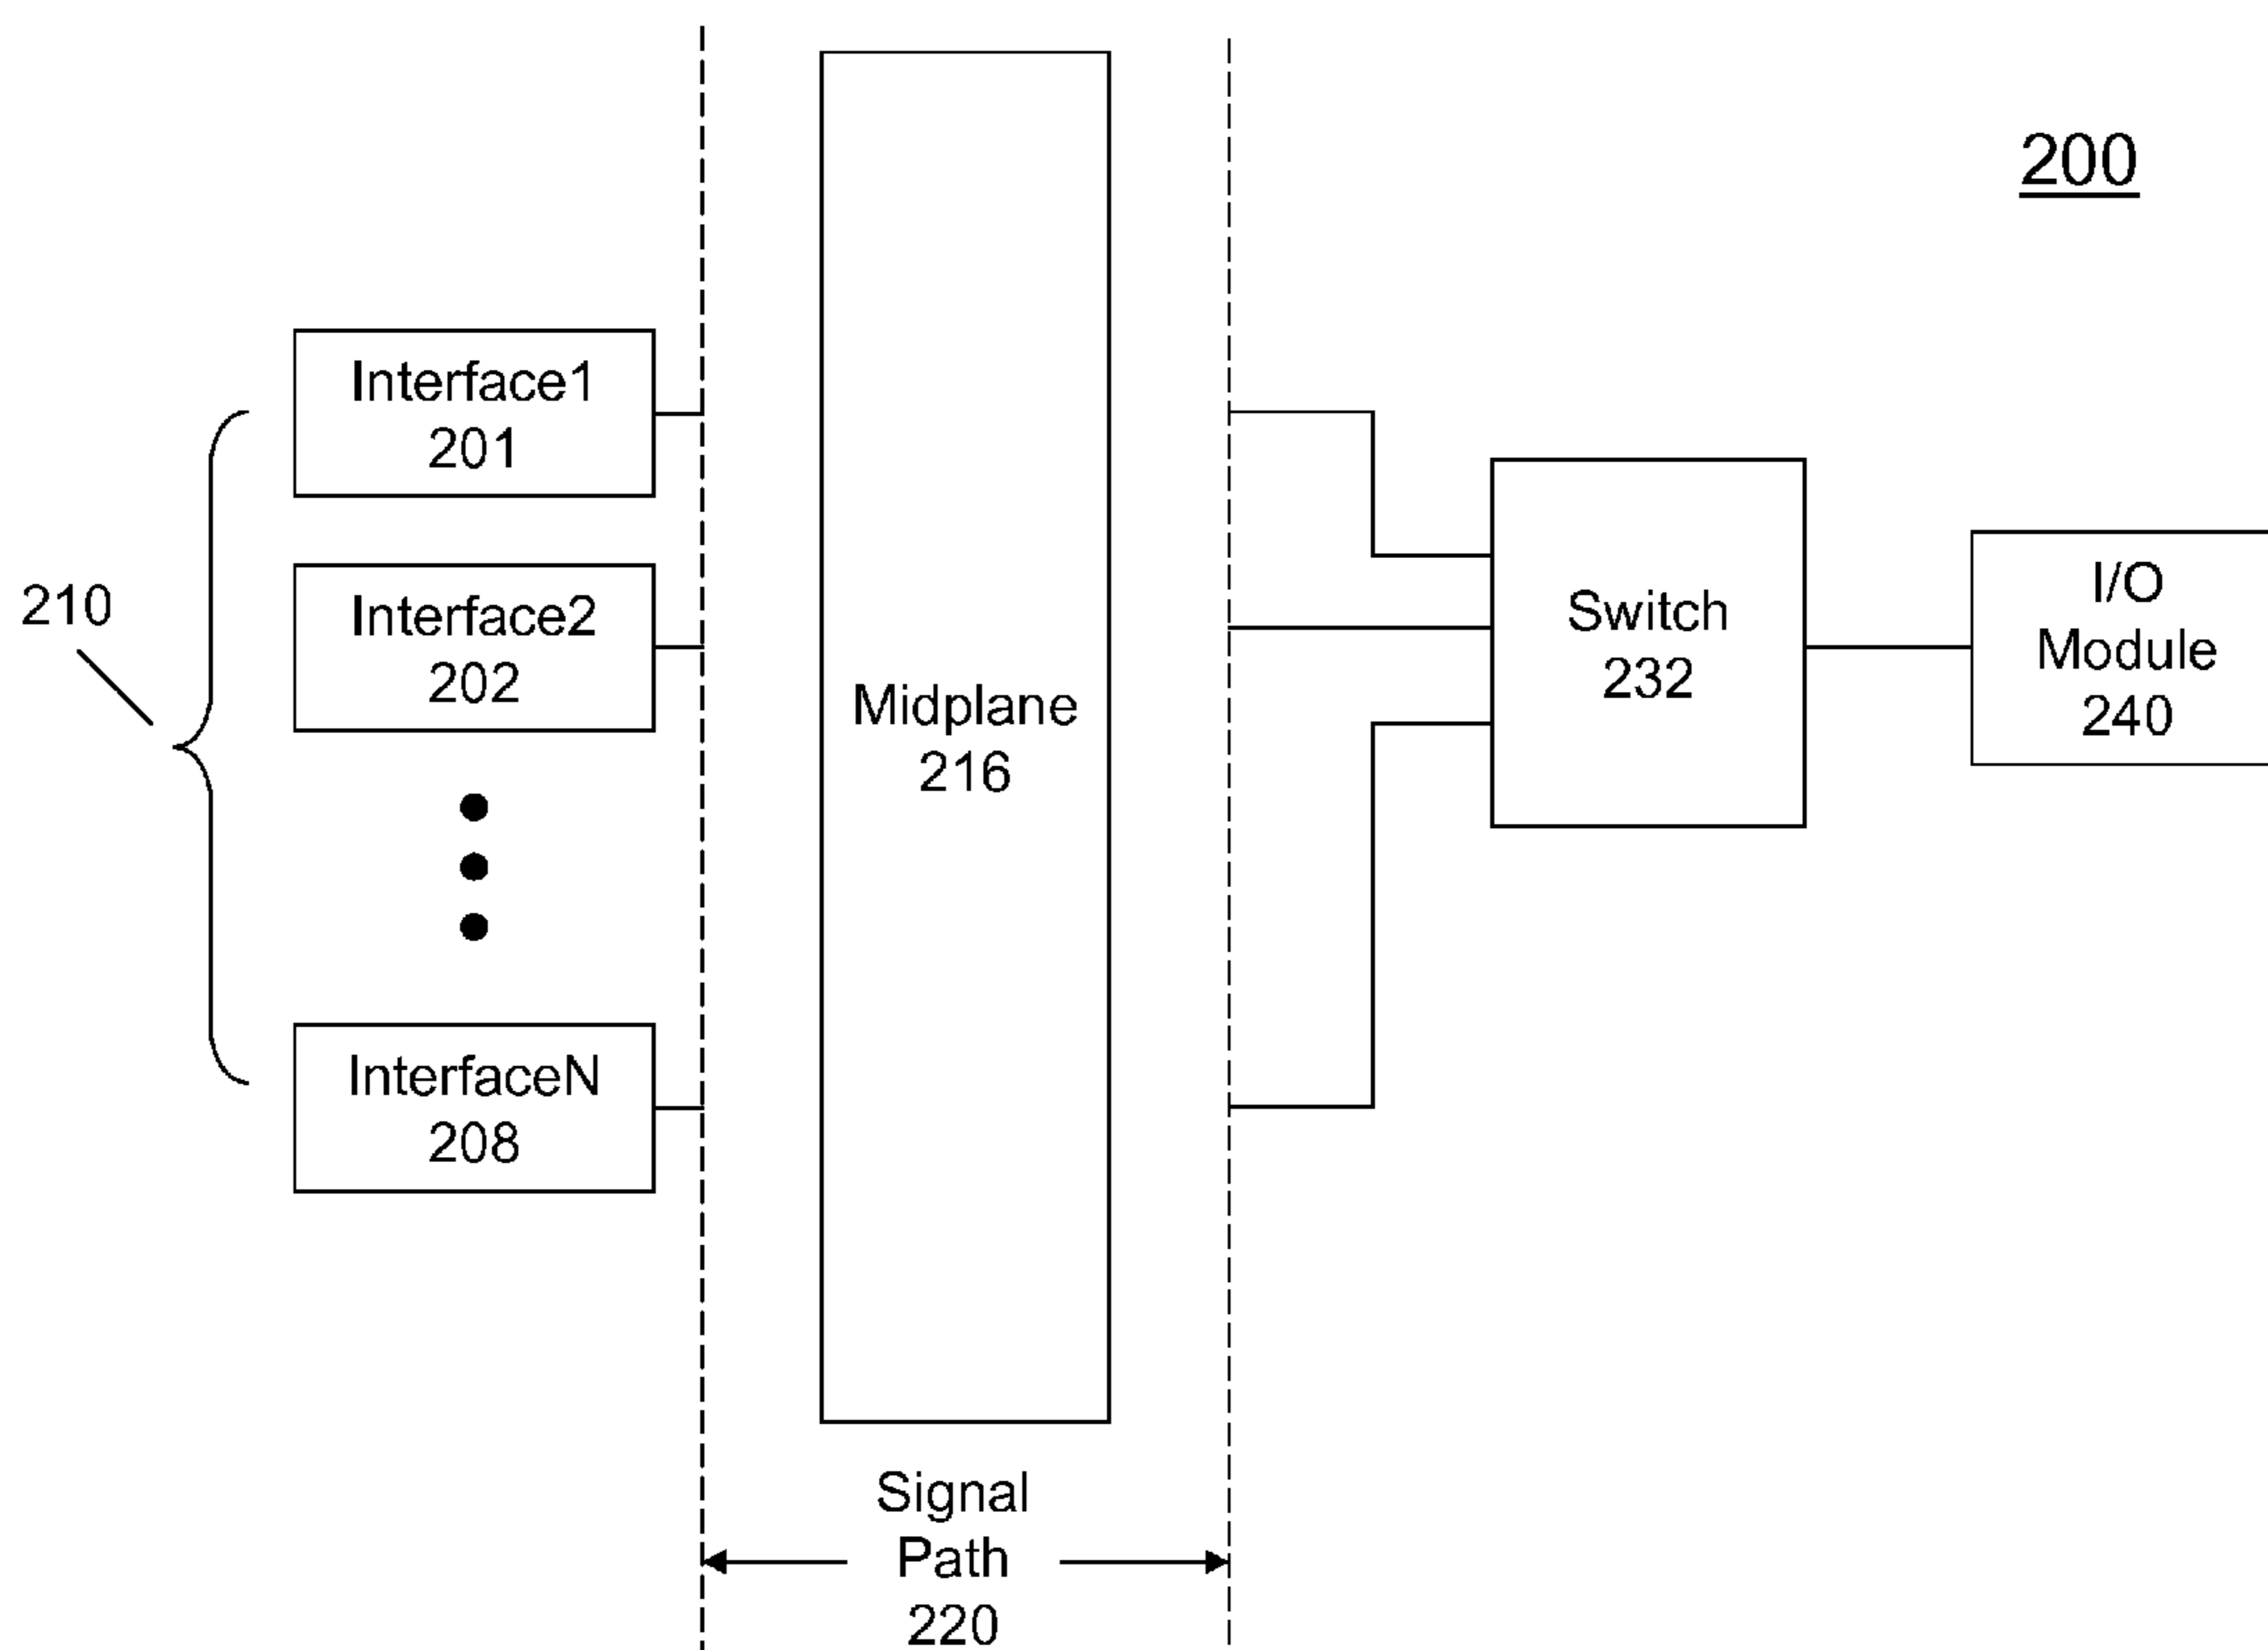 200
Interface1
201
Interface2
202
210
InterfaceN
208
Midplane
216
Switch
232
I/O
Module
240
Signal
Path
220